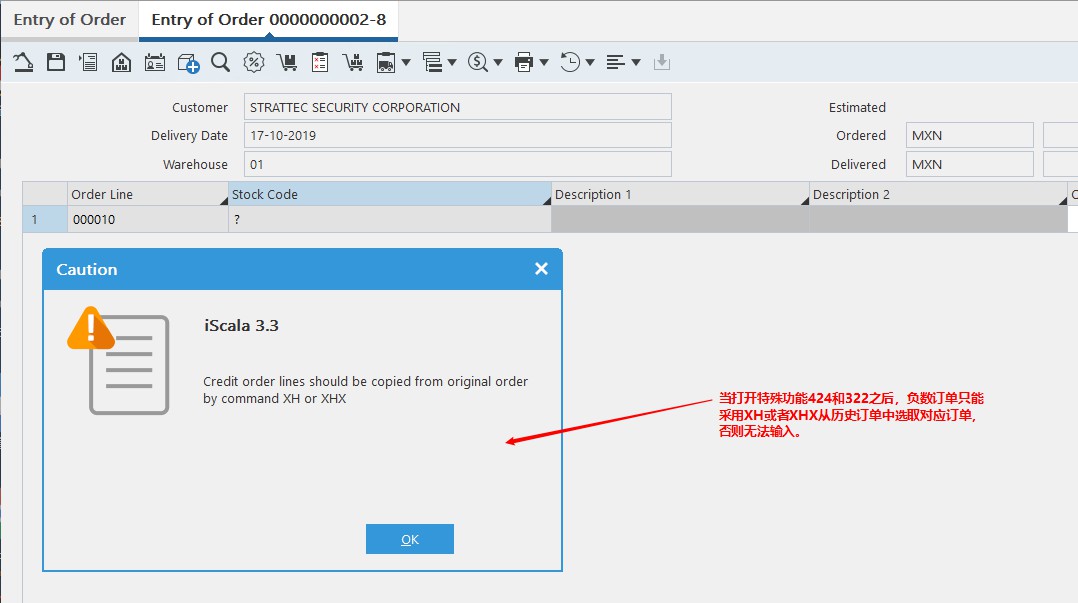 Entry of Order
Entry of Order 0000000002-8
Customer
STRATTEC SECURITY CORPORATION
Estimated
Delivery Date
17-10-2019
Ordered
MXN
Warehouse
01
Delivered
MXN
Order Line
Stock Code
Description 1
Description 2
1
000010
?
Caution
iScala 3.3
Credit order lines should be copied from original order
by command XH or XHX
OK
当打开特殊功能424和322之后，负数订单只能
采用XH或者XHX从历史订单中选取对应订单，
否则无法输入。